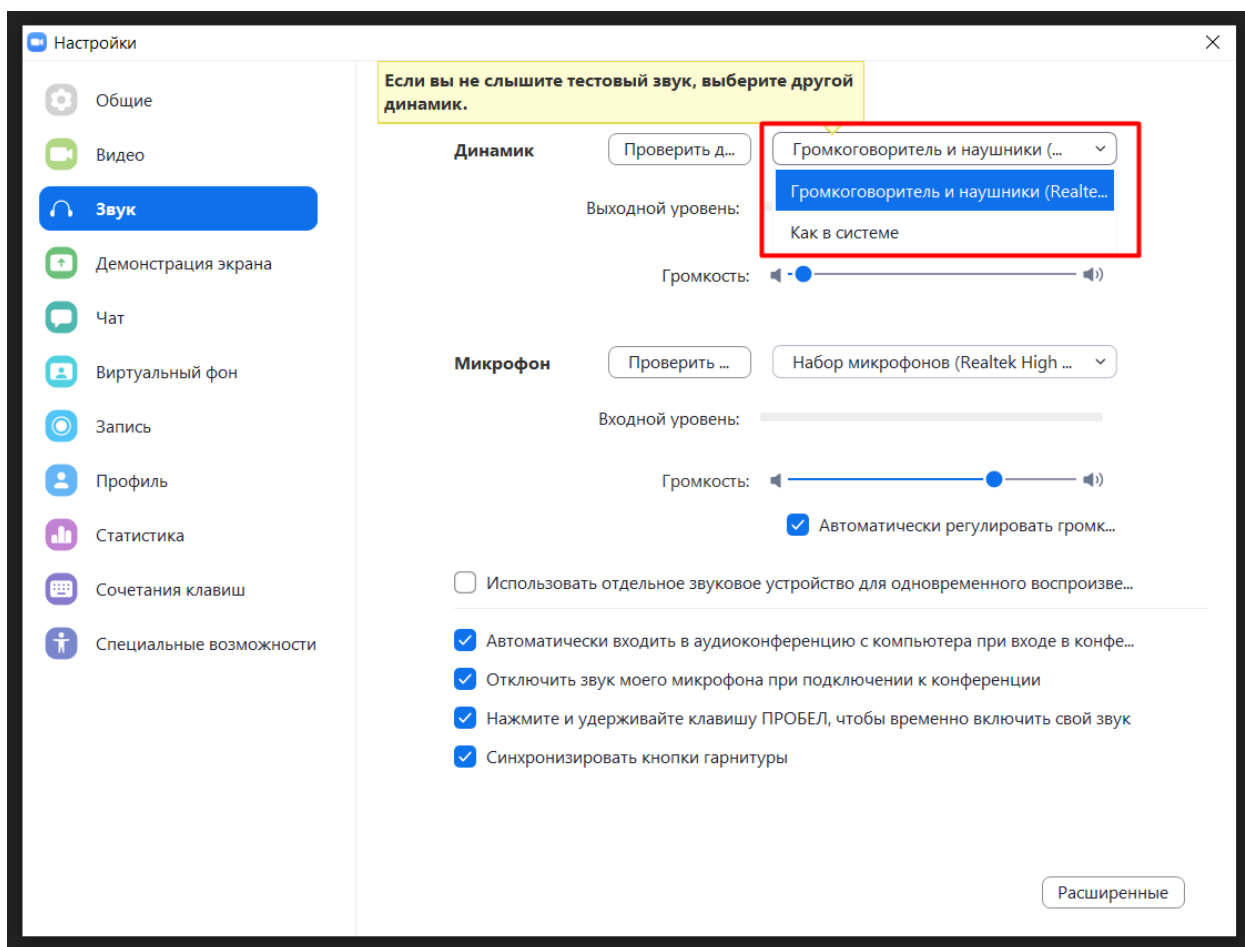 Настройки
Общие
Видео
Звук
Демонстрация экрана
Чат
Виртуальный фон
Запись
Профиль
Статистика
Сочетания клавиш
Специальные возможности
Если вы не слышите тестовый звук, выберите другой
динамик.
Динамик
Проверить д...
Громкоговоритель и наушники (...
Громкоговоритель и наушники (Realte...
Как в системе
Выходной уровень:
Громкость:
Микрофон
Проверить ...
Набор микрофонов (Realtek High ...
Входной уровень:
Громкость:
Автоматически регулировать громк...
Использовать отдельное звуковое устройство для одновременного воспроизве...
Автоматически входить в аудиоконференцию с компьютера при входе в конфе...
Отключить звук моего микрофона при подключении к конференции
Нажмите и удерживайте клавишу ПРОБЕЛ, чтобы временно включить свой звук
Синхронизировать кнопки гарнитуры
Расширенные